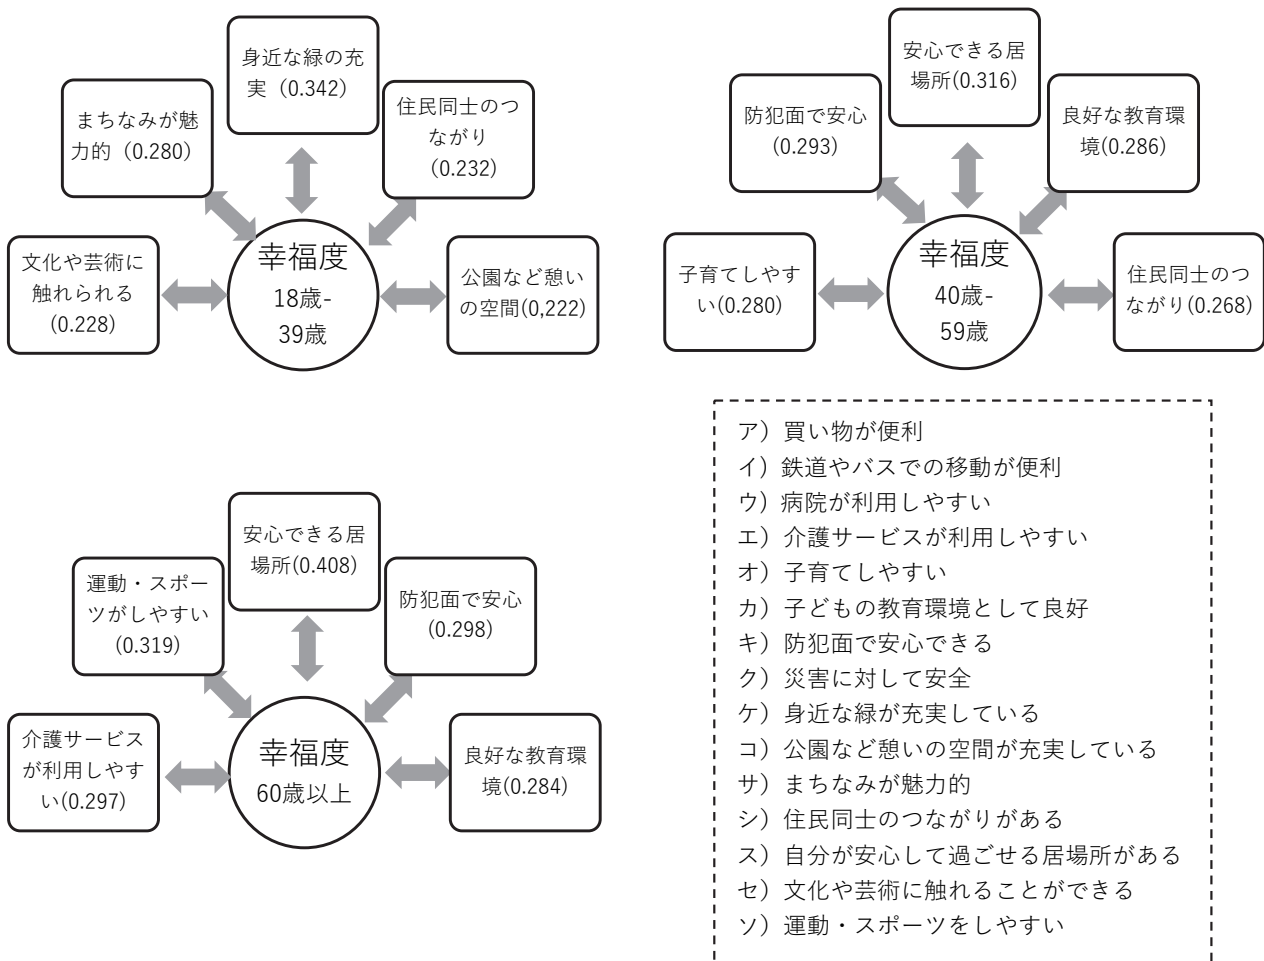 身近な緑の充
実（0.342）
まちなみが魅
力的（0.280）
住民同士のつ
ながり
（0.232）
文化や芸術に
触れられる
(0.228)
公園など憩い
の空間(0,222)
幸福度
18歳-
39歳
安心できる居
場所(0.316)
防犯面で安心
(0.293)
良好な教育環
境(0.286)
子育てしやす
い(0.280)
住民同士のつ
ながり(0.268)
幸福度
40歳-
59歳
安心できる居
場所(0.408)
運動・スポー
ツがしやすい
(0.319)
防犯面で安心
(0.298)
介護サービス
が利用しやす
い(0.297)
良好な教育環
境(0.284)
幸福度
60歳以上
ア）買い物が便利
イ）鉄道やバスでの移動が便利
ウ）病院が利用しやすい
エ）介護サービスが利用しやすい
オ）子育てしやすい
カ）子どもの教育環境として良好
キ）防犯面で安心できる
ク）災害に対して安全
ケ）身近な緑が充実している
コ）公園など憩いの空間が充実している
サ）まちなみが魅力的
シ）住民同士のつながりがある
ス）自分が安心して過ごせる居場所がある
セ）文化や芸術に触れることができる
ソ）運動・スポーツをしやすい